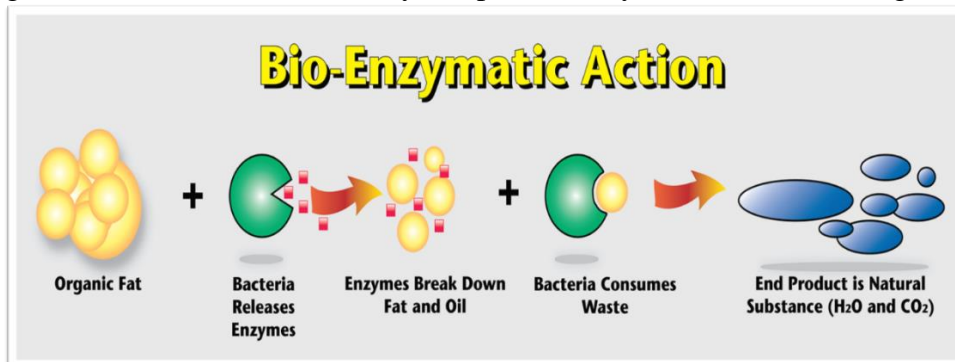 Bio-Enzymatic Action
+
+
Organic Fat
Bacteria
Releases
Enzymes
Enzymes Break Down
Fat and Oil
Bacteria Consumes
Waste
End Product is Natural
Substance (H2O and CO2)